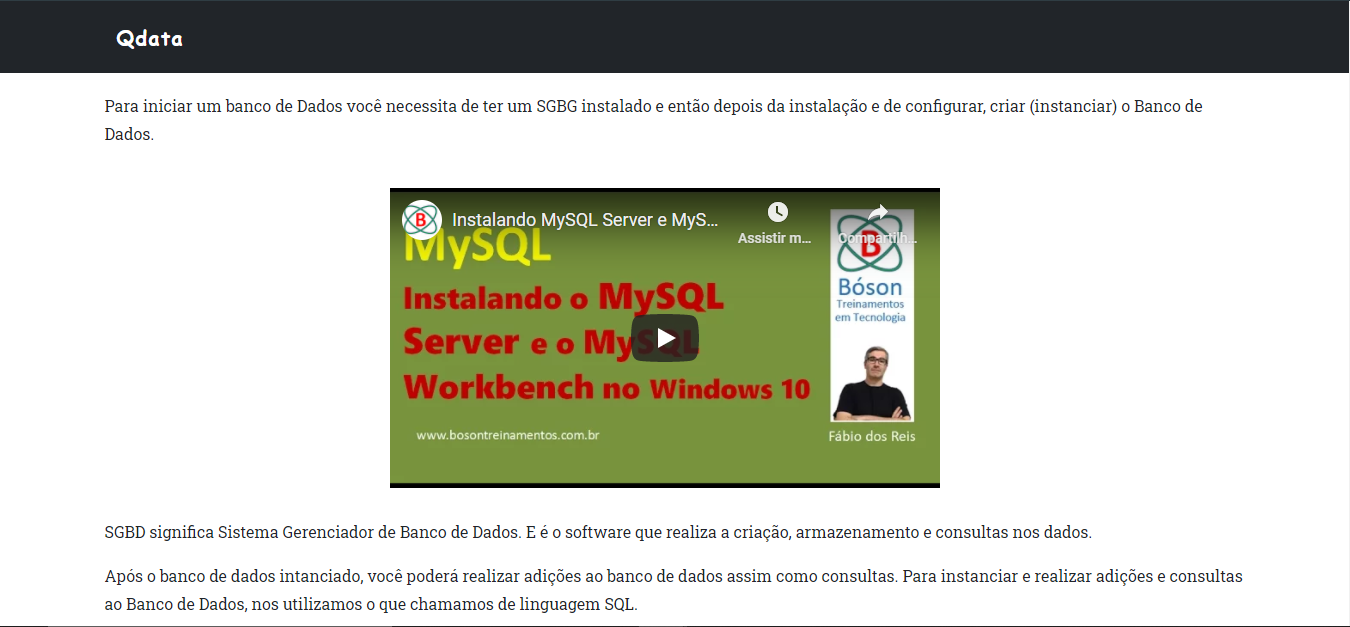 Qdata
Para iniciar um banco de Dados você necessita de ter um SGBG instalado e então depois da instalação e de configurar, criar (instanciar) o Banco de
Dados.
Instalando MySQL Server e MyS...
Assistir m...
Compartilh...
MySQL
Instalando o MySQL
Server e o MySQL
Workbench no Windows 10
www.bosontreinamentos.com.br
B
Bóson
Treinamentos
em Tecnologia
Fábio dos Reis
SGBD significa Sistema Gerenciador de Banco de Dados. E é o software que realiza a criação, armazenamento e consultas nos dados.
Após o banco de dados intanciado, você poderá realizar adições ao banco de dados assim como consultas. Para instanciar e realizar adições e consultas
ao Banco de Dados, nos utilizamos o que chamamos de linguagem SQL.